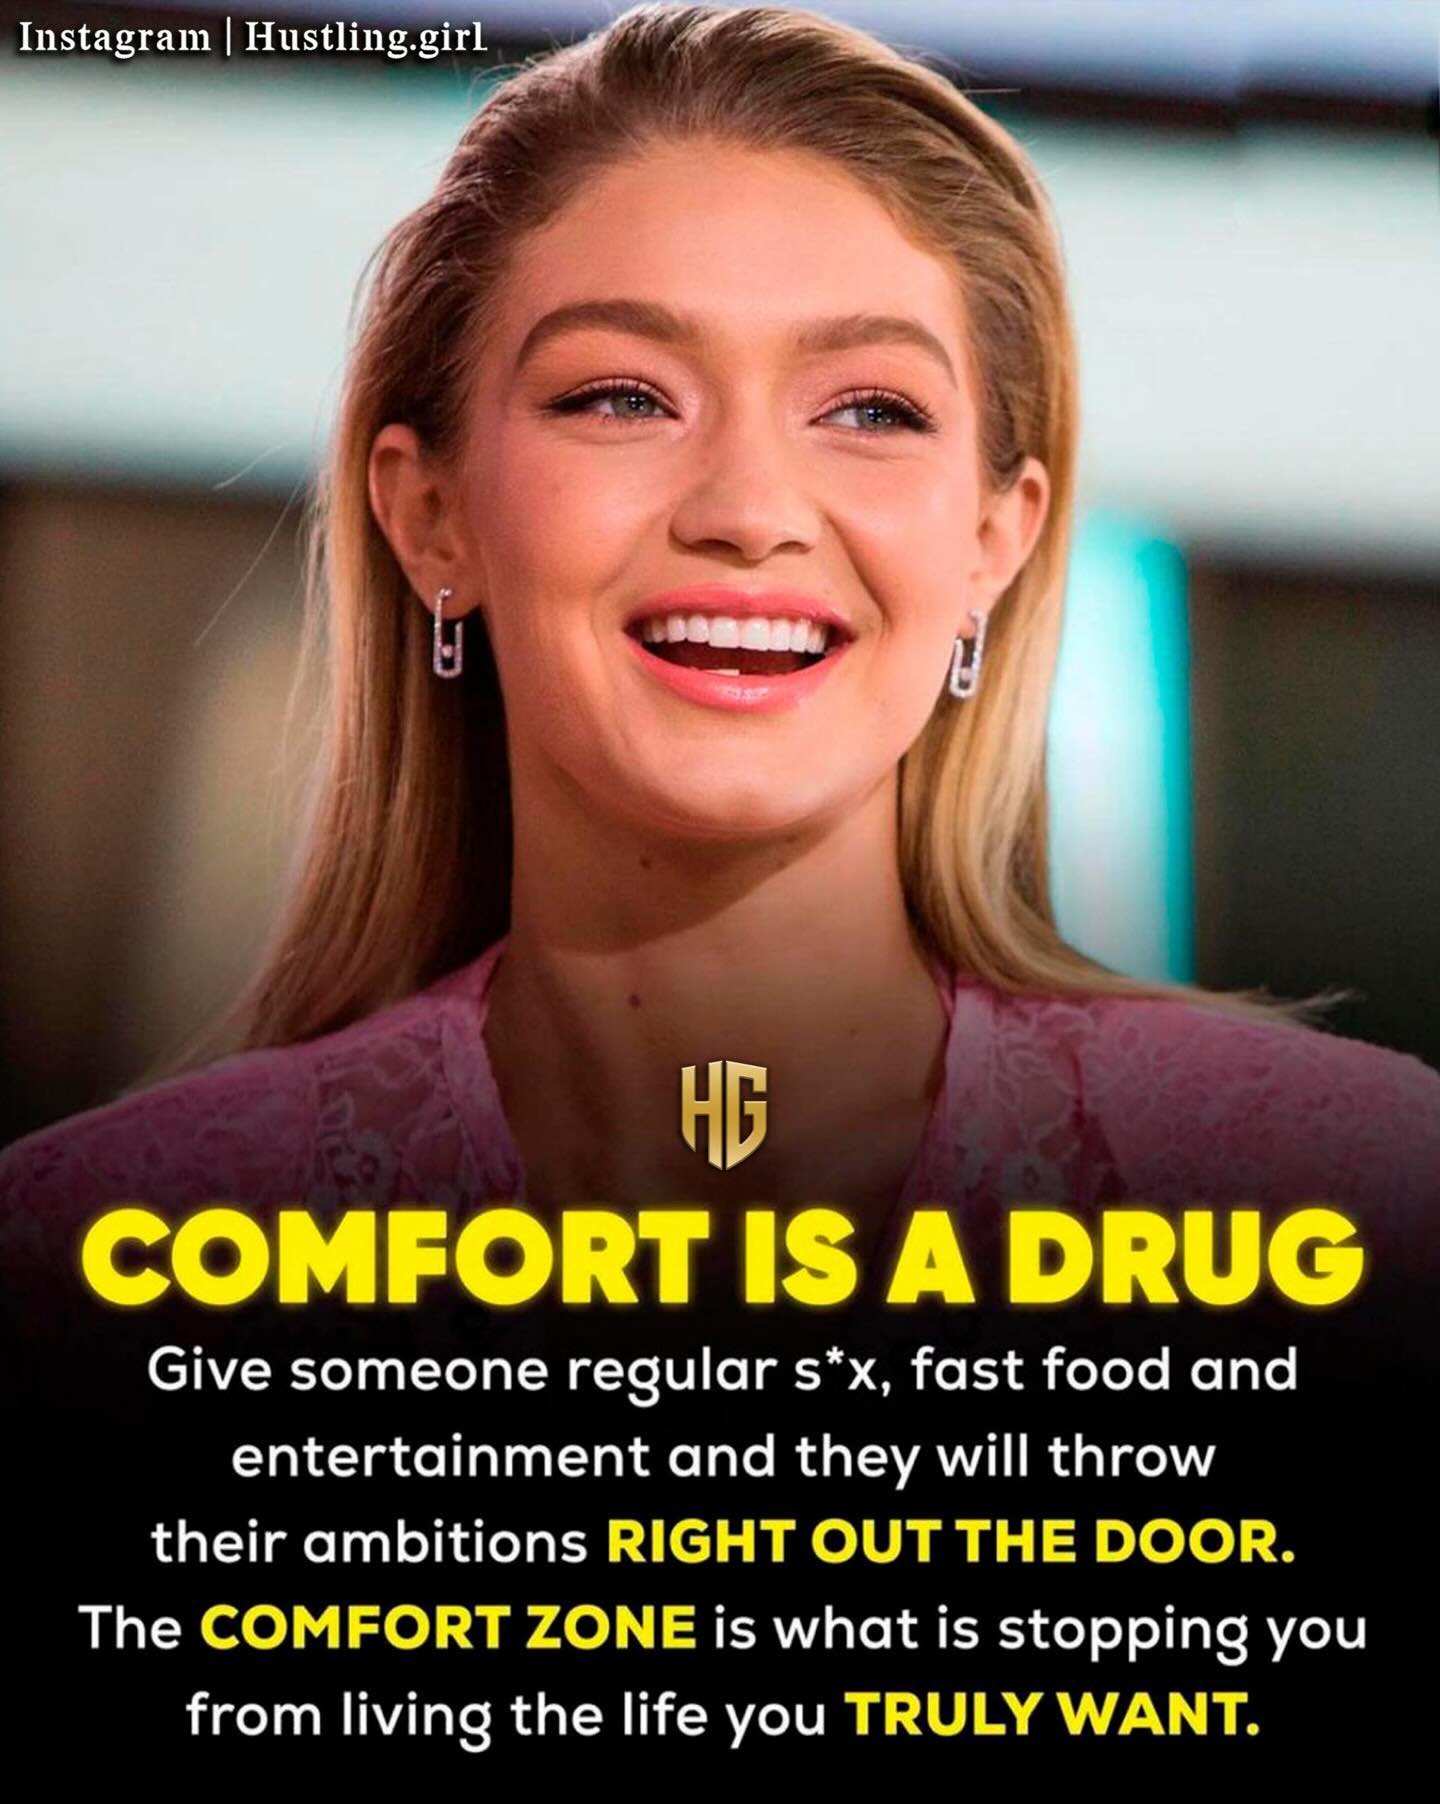 Instagram | Hustling.girl
HG
COMFORT IS A DRUG
Give someone regular s*x, fast food and
entertainment and they will throw
their ambitions RIGHT OUT THE DOOR.
The COMFORT ZONE is what is stopping you
from living the life you TRULY WANT.